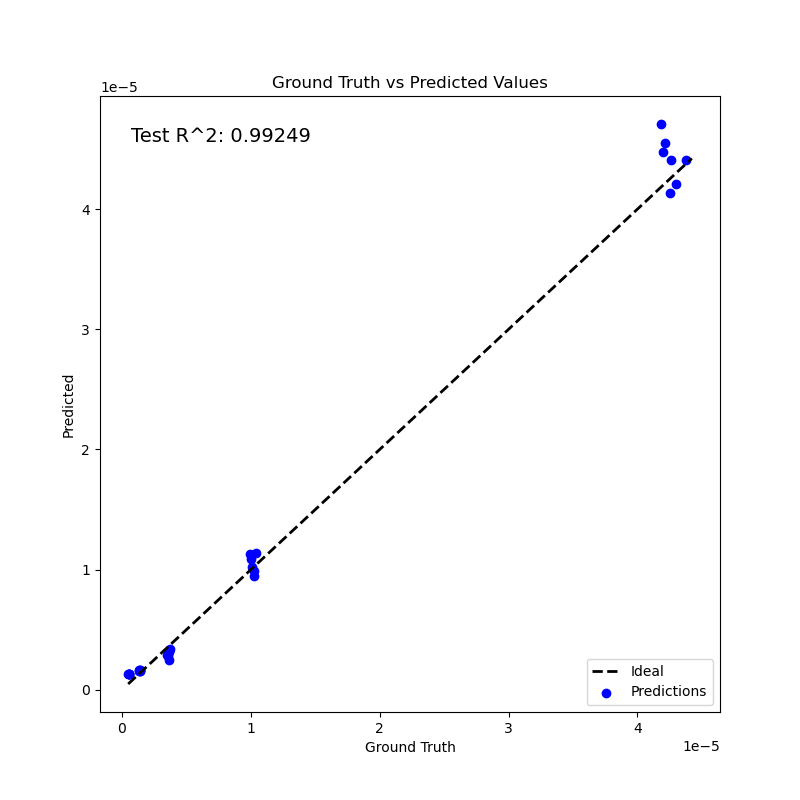 Ground Truth vs Predicted Values
1e−5
Test R^2: 0.99249
4
3
2
1
0
Predicted
Ideal
Predictions
0 1 2 3 4
1e−5
Ground Truth